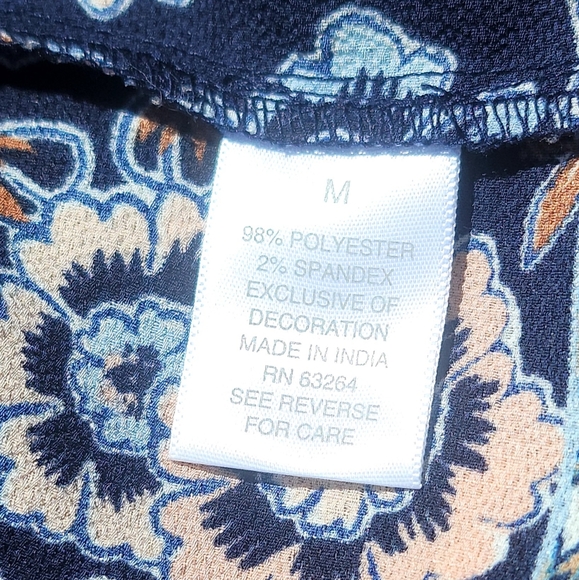 M
98% POLYESTER
2% SPANDEX
EXCLUSIVE OF
DECORATION
MADE IN INDIA
RN 63264
SEE REVERSE
FOR CARE